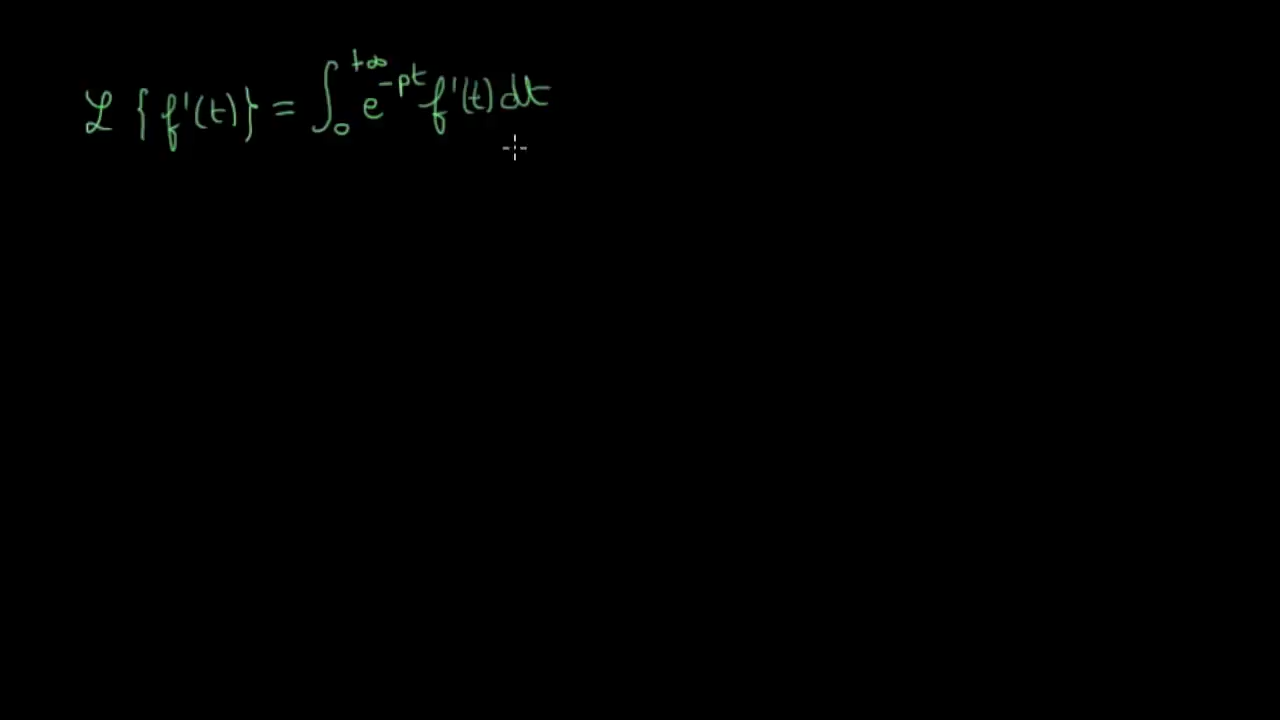 ℒ {f'(t)} = ∫₀^{+∞} e^{-pt} f'(t) dt